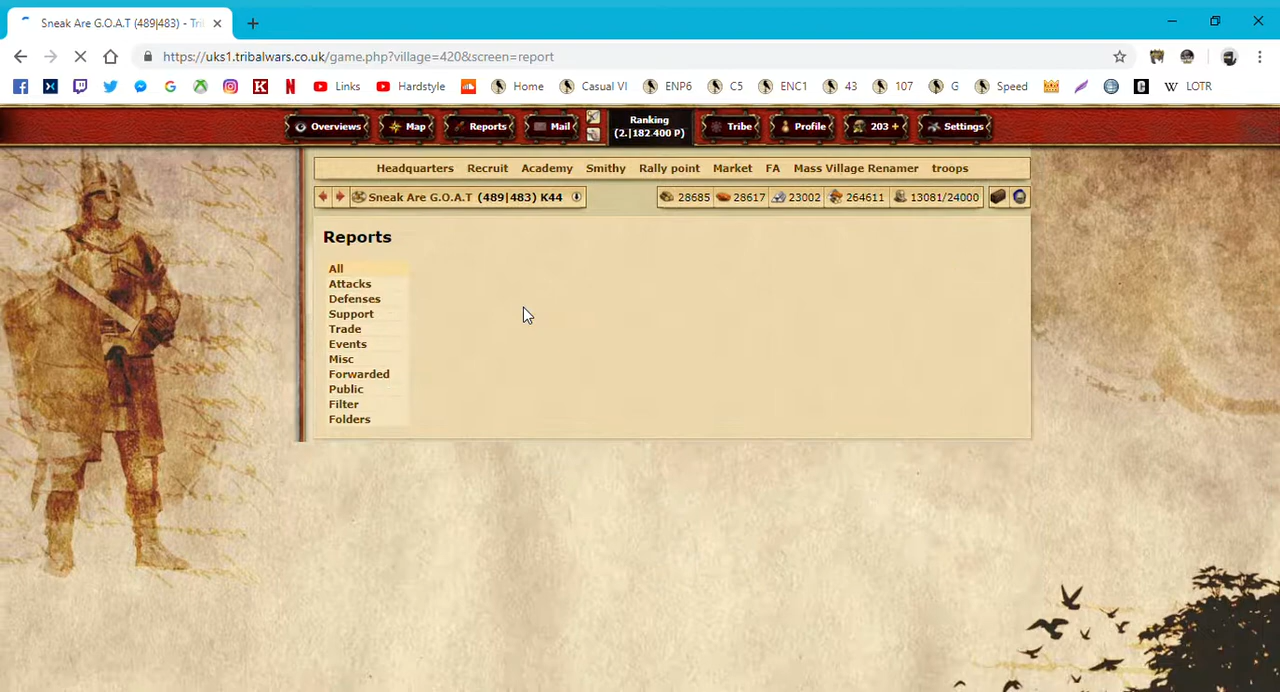 Sneak Are G.O.A.T (489|483) - Tri
https://uks1.tribalwars.co.uk/game.php?village=420&screen=report
Links Hardstyle Home Casual VI ENP6 C5 ENC1 43 107 G Speed W LOTR
Overviews Map Reports Mail Ranking Tribe Profile 203 + Settings
(2.|182.400 P)
Headquarters Recruit Academy Smithy Rally point Market FA Mass Village Renamer troops
Sneak Are G.O.A.T (489|483) K44 28685 28617 23002 264611 13081/24000
Reports
All
Attacks
Defenses
Support
Trade
Events
Misc
Forwarded
Public
Filter
Folders